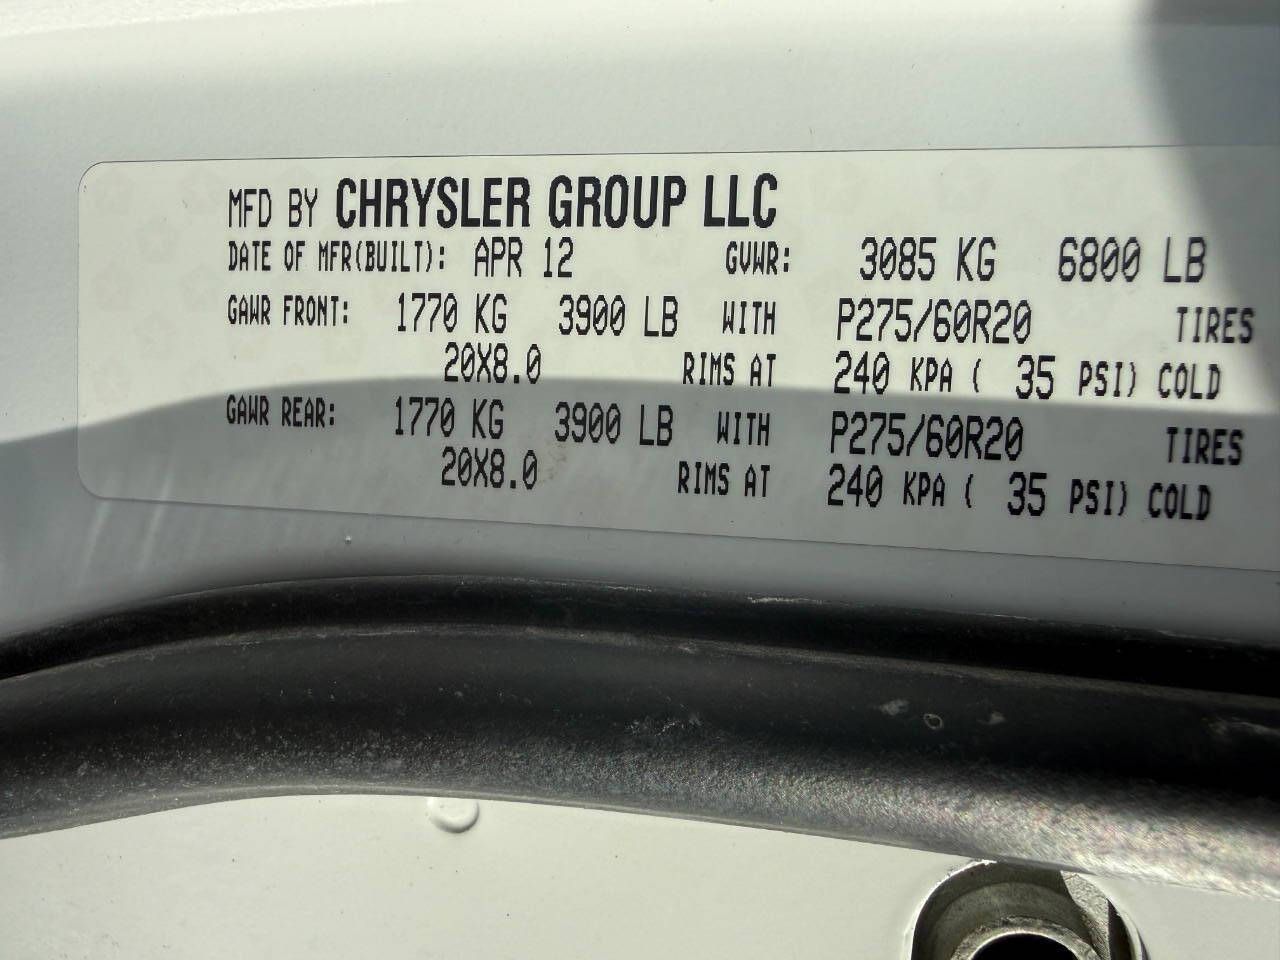 MFD BY CHRYSLER GROUP LLC
DATE OF MFR(BUILT): APR 12 GVWR: 3085 KG 6800 LB
GAWR FRONT: 1770 KG 3900 LB WITH P275/60R20 TIRES
20X8.0 RIMS AT 240 KPA ( 35 PSI) COLD
GAWR REAR: 1770 KG 3900 LB WITH P275/60R20 TIRES
20X8.0 RIMS AT 240 KPA ( 35 PSI) COLD